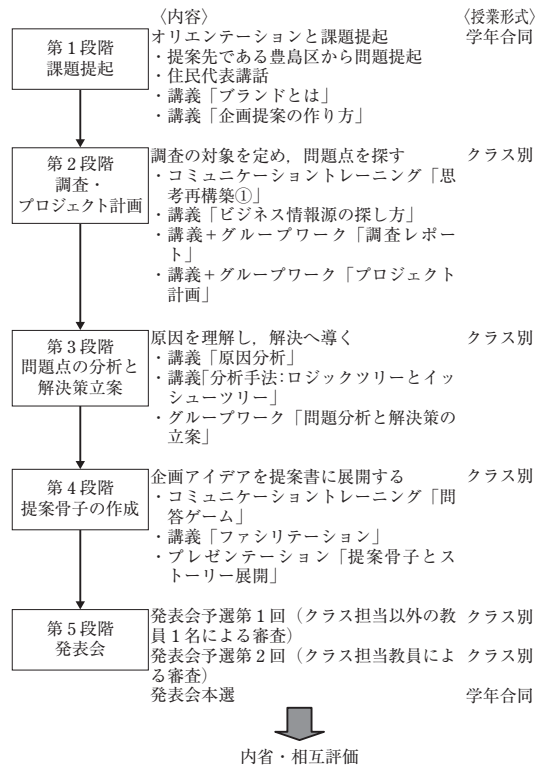 〈内容〉 〈授業形式〉
第1段階
課題提起
オリエンテーションと課題提起 学年合同
・提案先である豊島区から問題提起
・住民代表講話
・講義「ブランドとは」
・講義「企画提案の作り方」
第2段階
調査・
プロジェクト計画
調査の対象を定め，問題点を探す クラス別
・コミュニケーショントレーニング「思
考再構築①」
・講義「ビジネス情報源の探し方」
・講義＋グループワーク「調査レポー
ト」
・講義＋グループワーク「プロジェクト
計画」
第3段階
問題点の分析と
解決策立案
原因を理解し，解決へ導く クラス別
・講義「原因分析」
・講義「分析手法：ロジックツリーとイッ
シューツリー」
・グループワーク「問題分析と解決策の
立案」
第4段階
提案骨子の作成
企画アイデアを提案書に展開する クラス別
・コミュニケーショントレーニング「問
答ゲーム」
・講義「ファシリテーション」
・プレゼンテーション「提案骨子とス
トーリー展開」
第5段階
発表会
発表会予選第1回（クラス担当以外の教 クラス別
員1名による審査）
発表会予選第2回（クラス担当教員によ クラス別
る審査）
発表会本選 学年合同
内省・相互評価